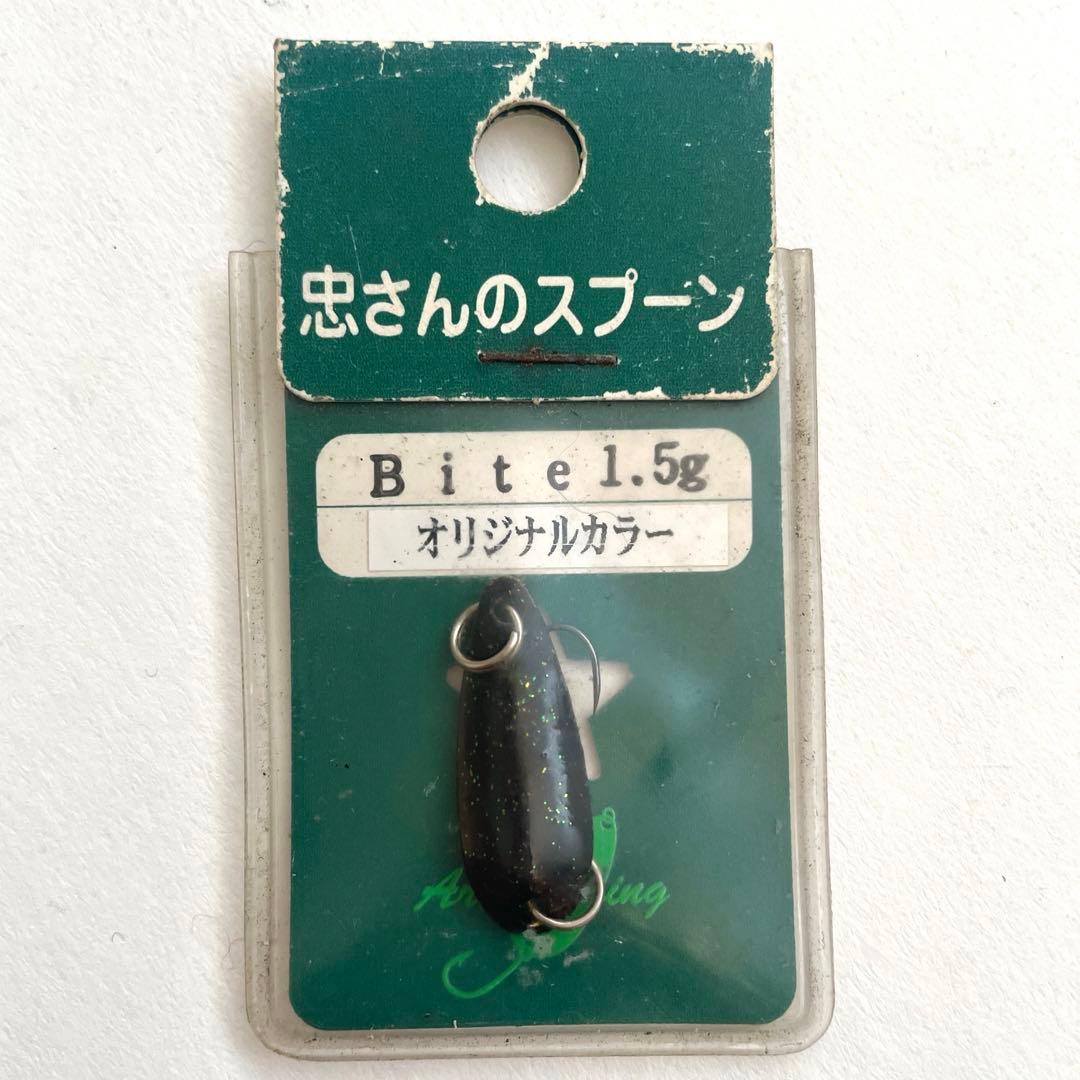 忠さんのスプーン
Bite 1.5g
オリジナルカラー